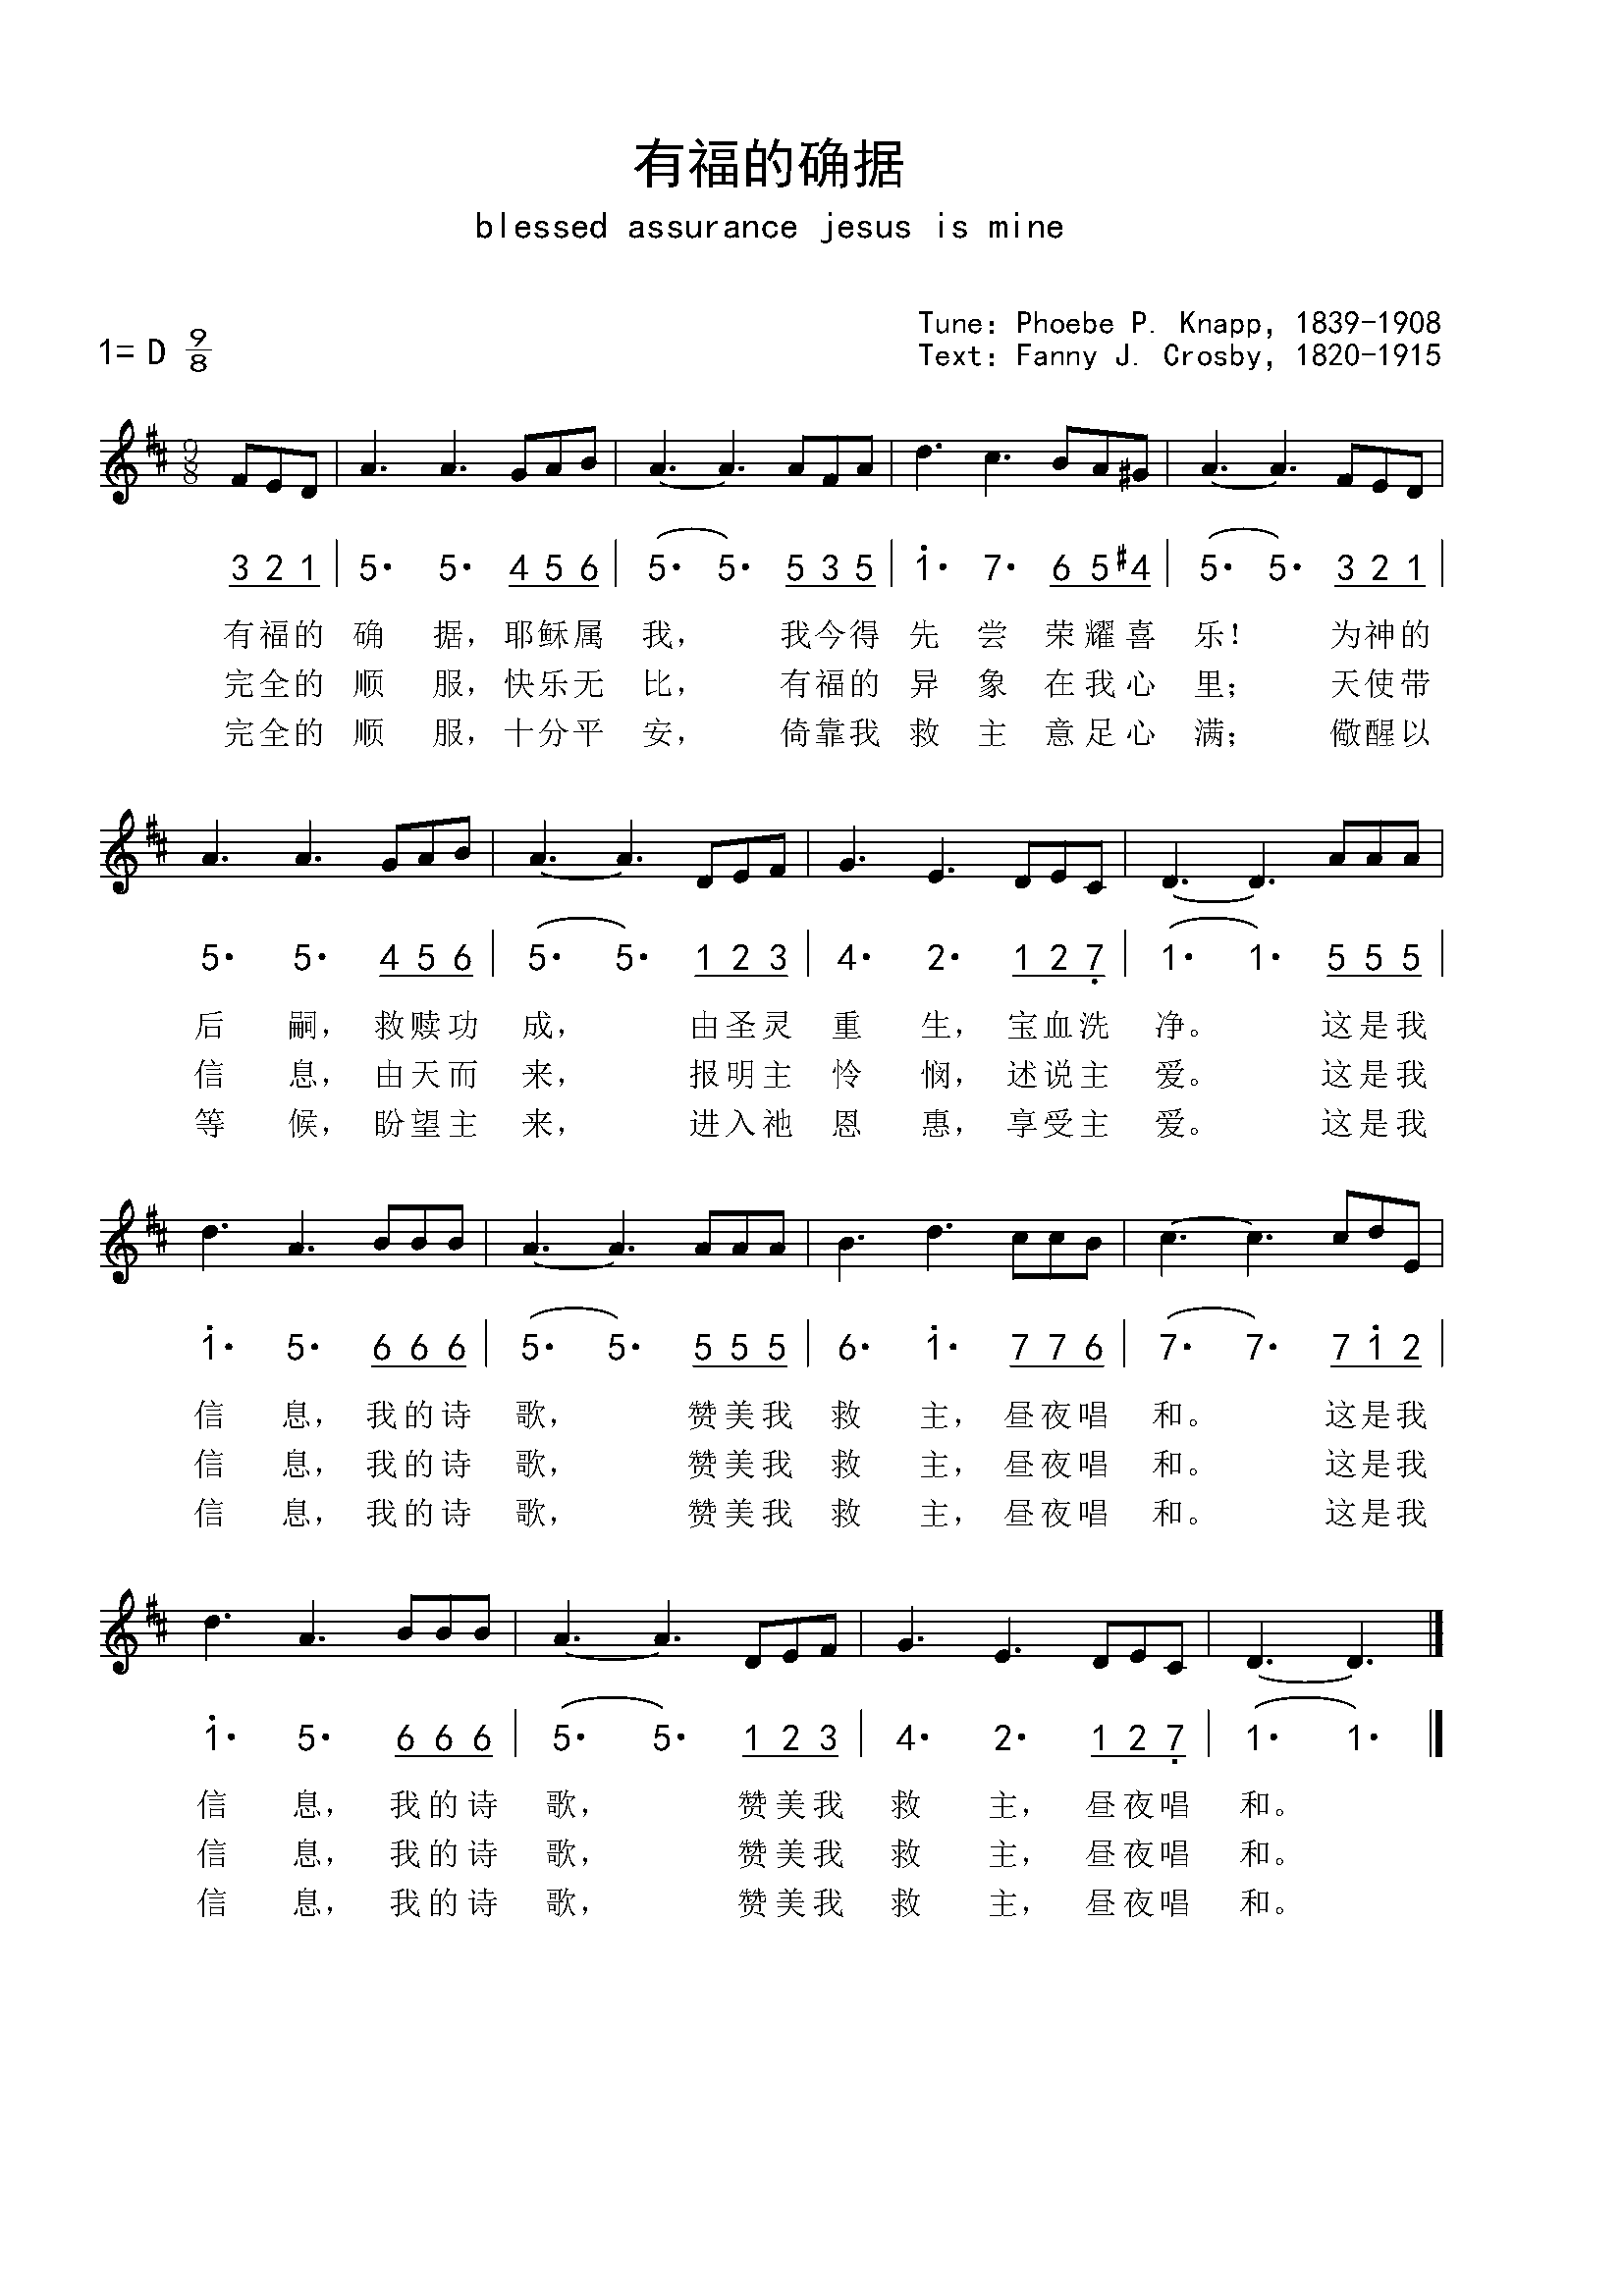 有福的确据
blessed assurance jesus is mine
Tune: Phoebe P. Knapp, 1839-1908
1= D 9/8
Text: Fanny J. Crosby, 1820-1915
3 2 1 | 5· 5· 4 5 6 | (5· 5)· 5 3 5 | 1̇· 7· 6 5 #4 | (5· 5)· 3 2 1 |
有福的 确 据, 耶稣属 我, 我今得 先 尝 荣耀喜 乐! 为神的
完全的 顺 服, 快乐无 比, 有福的 异 象 在我心 里; 天使带
完全的 顺 服, 十分平 安, 倚靠我 救 主 意足心 满; 儆醒以
5· 5· 4 5 6 | (5· 5)· 1 2 3 | 4· 2· 1 2 7̣ | (1· 1)· 5 5 5 |
后 嗣, 救赎功 成, 由圣灵 重 生, 宝血洗 净。 这是我
信 息, 由天而 来, 报明主 怜 悯, 述说主 爱。 这是我
等 候, 盼望主 来, 进入祂 恩 惠, 享受主 爱。 这是我
1̇· 5· 6 6 6 | (5· 5)· 5 5 5 | 6· 1̇· 7 7 6 | (7· 7)· 7 1̇ 2 |
信 息, 我的诗 歌, 赞美我 救 主, 昼夜唱 和。 这是我
信 息, 我的诗 歌, 赞美我 救 主, 昼夜唱 和。 这是我
信 息, 我的诗 歌, 赞美我 救 主, 昼夜唱 和。 这是我
1̇· 5· 6 6 6 | (5· 5)· 1 2 3 | 4· 2· 1 2 7̣ | (1· 1)· |
信 息, 我的诗 歌, 赞美我 救 主, 昼夜唱 和。
信 息, 我的诗 歌, 赞美我 救 主, 昼夜唱 和。
信 息, 我的诗 歌, 赞美我 救 主, 昼夜唱 和。